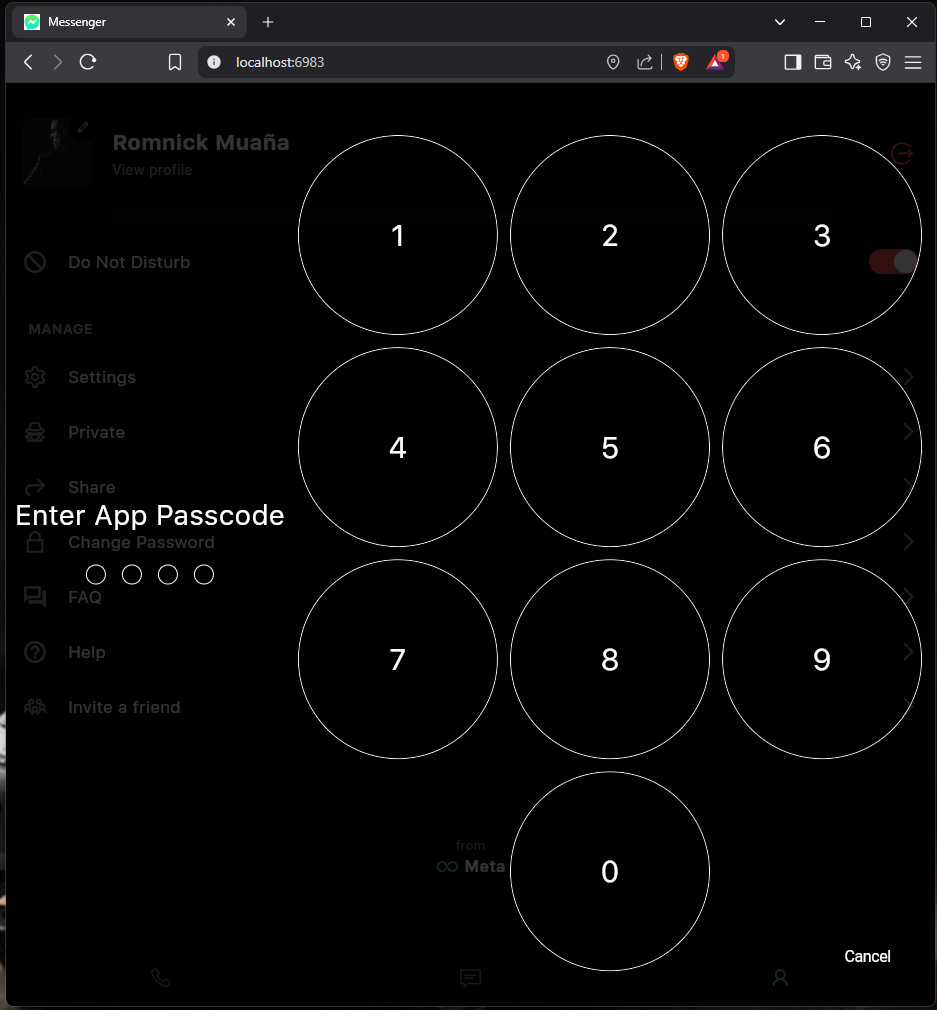 Messenger
localhost:6983
1
Romnick Muaña
View profile
Do Not Disturb
MANAGE
Settings
Private
Share
Enter App Passcode
Change Password
FAQ
Help
Invite a friend
1 2 3
4 5 6
7 8 9
0
from
Meta
Cancel